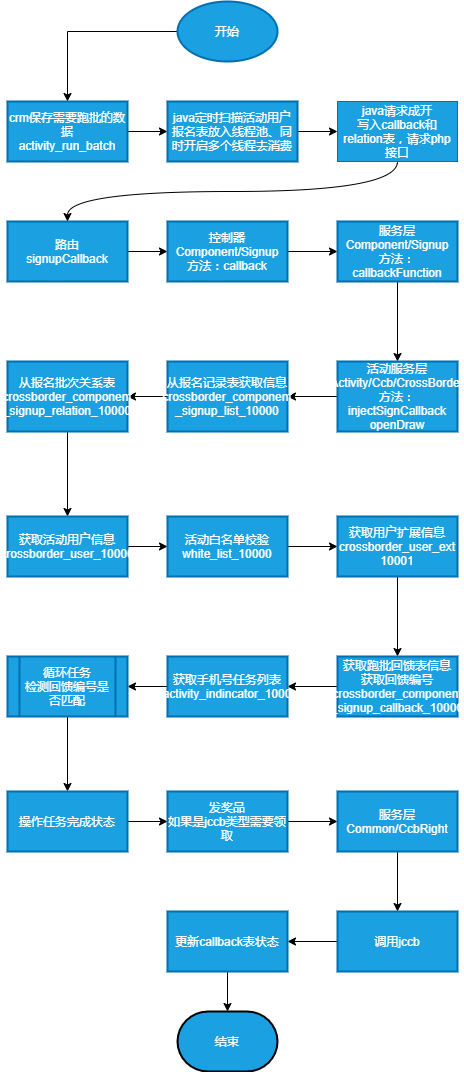 开始
crm保存需要跑批的数
据
activity_run_batch
java定时扫描活动用户
报名表放入线程池、同
时开启多个线程去消费
java请求成开
写入callback和
relation表，请求php
接口
路由
signupCallback
控制器
Component/Signup
方法：callback
服务层
Component/Signup
方法：
callbackFunction
从报名批次关系表
crossborder_component
_signup_relation_10000
从报名记录表获取信息
crossborder_component
_signup_list_10000
活动服务层
Activity/Ccb/CrossBorder
方法：
injectSignCallback
openDraw
获取活动用户信息
crossborder_user_10000
活动白名单校验
white_list_10000
获取用户扩展信息
crossborder_user_ext
10001
循环任务
检测回馈编号是
否匹配
获取手机号任务列表
activity_indincator_1000
获取跑批回馈表信息
获取回馈编号
crossborder_component
_signup_callback_10000
操作任务完成状态
发奖品
如果是jccb类型需要领
取
服务层
Common/CcbRight
更新callback表状态
调用jccb
结束